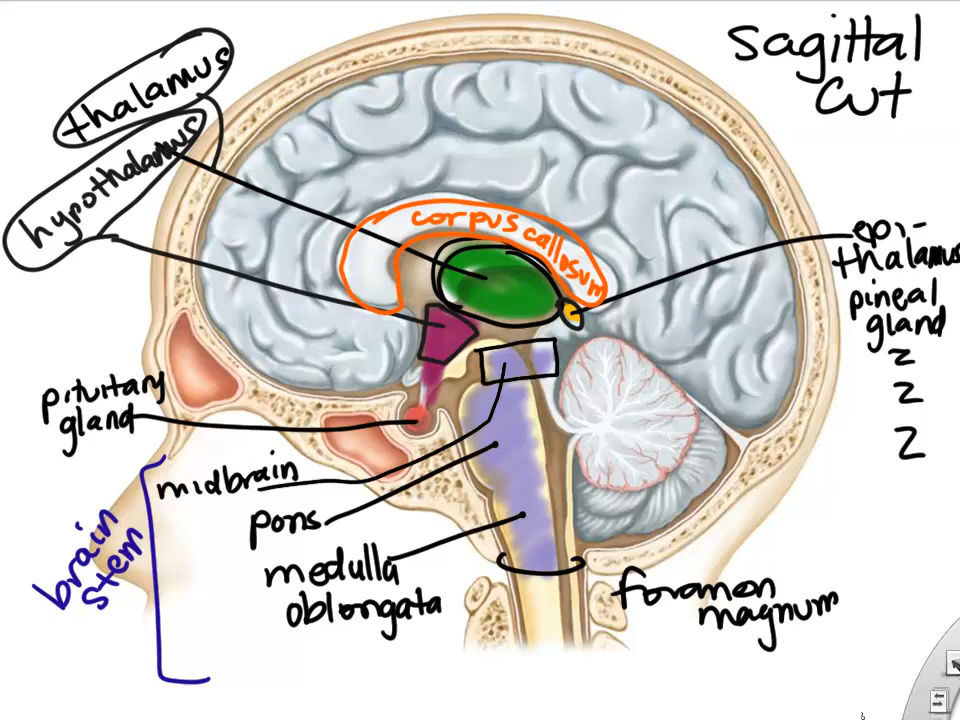 Sagittal
Cut
thalamus
hypothalamus
corpus callosum
epi-
thalamus
pineal
gland
z
z
z
pituitary
gland
midbrain
pons
medulla
oblongata
brain
stem
foramen
magnum